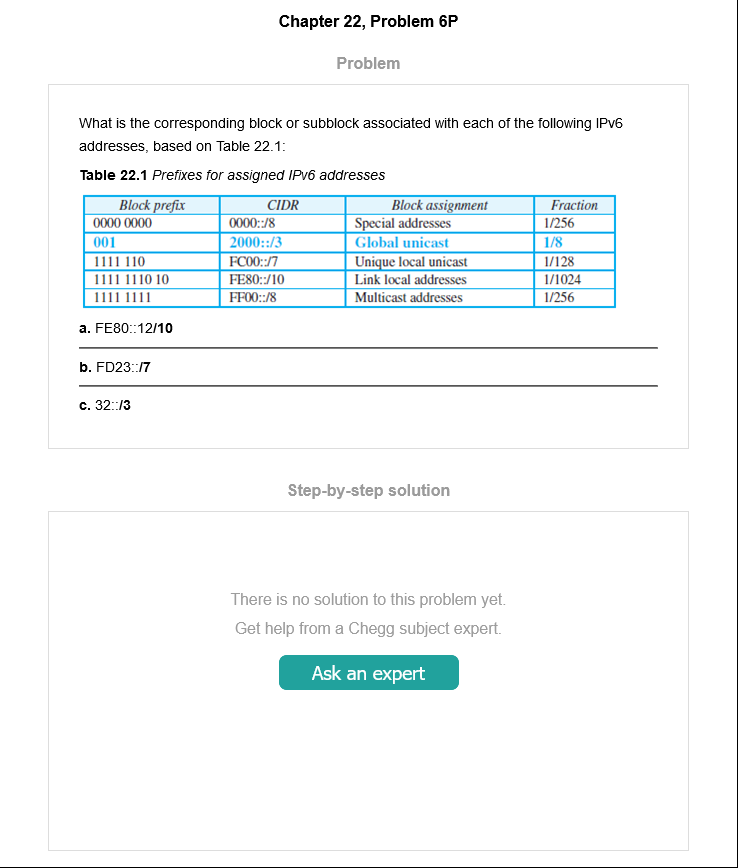 Chapter 22, Problem 6P
Problem
What is the corresponding block or subblock associated with each of the following IPv6
addresses, based on Table 22.1:
Table 22.1 Prefixes for assigned IPv6 addresses
Block prefix CIDR Block assignment Fraction
0000 0000 0000::/8 Special addresses 1/256
001 2000::/3 Global unicast 1/8
1111 110 FC00::/7 Unique local unicast 1/128
1111 1110 10 FE80::/10 Link local addresses 1/1024
1111 1111 FF00::/8 Multicast addresses 1/256
a. FE80::12/10
b. FD23::/7
c. 32::/3
Step-by-step solution
There is no solution to this problem yet.
Get help from a Chegg subject expert.
Ask an expert